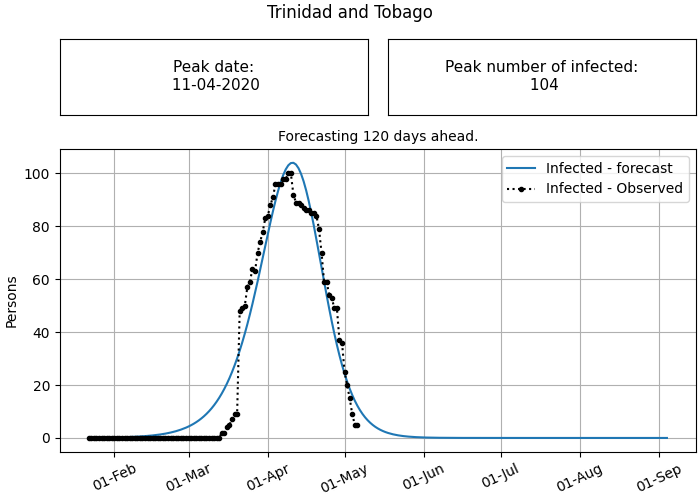 Trinidad and Tobago
Peak date:
11-04-2020
Peak number of infected:
104
Forecasting 120 days ahead.
Infected - forecast
Infected - Observed
Persons
100
80
60
40
20
0
01-Feb
01-Mar
01-Apr
01-May
01-Jun
01-Jul
01-Aug
01-Sep